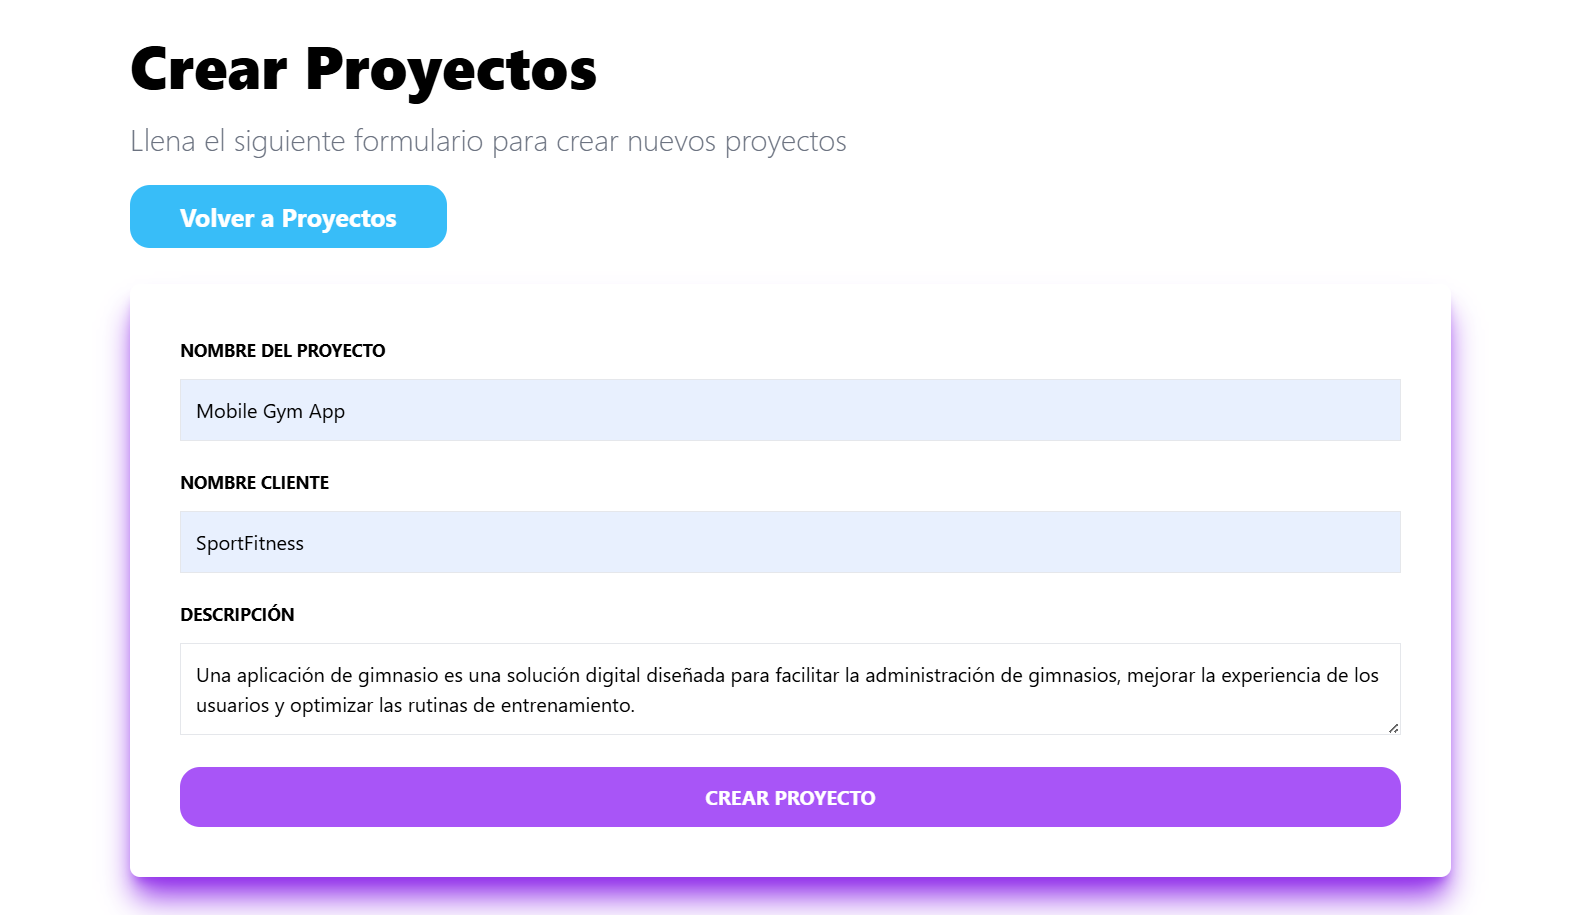 Crear Proyectos
Llena el siguiente formulario para crear nuevos proyectos
Volver a Proyectos
NOMBRE DEL PROYECTO
Mobile Gym App
NOMBRE CLIENTE
SportFitness
DESCRIPCIÓN
Una aplicación de gimnasio es una solución digital diseñada para facilitar la administración de gimnasios, mejorar la experiencia de los
usuarios y optimizar las rutinas de entrenamiento.
CREAR PROYECTO